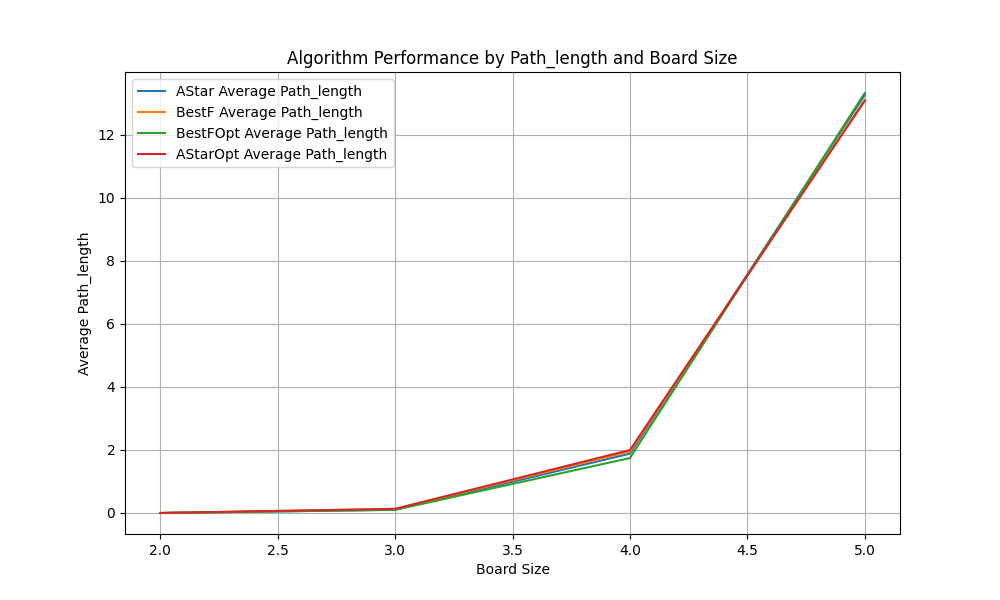 Algorithm Performance by Path_length and Board Size
AStar Average Path_length
BestF Average Path_length
BestFOpt Average Path_length
AStarOpt Average Path_length
Average Path_length
12
10
8
6
4
2
0
2.0 2.5 3.0 3.5 4.0 4.5 5.0
Board Size